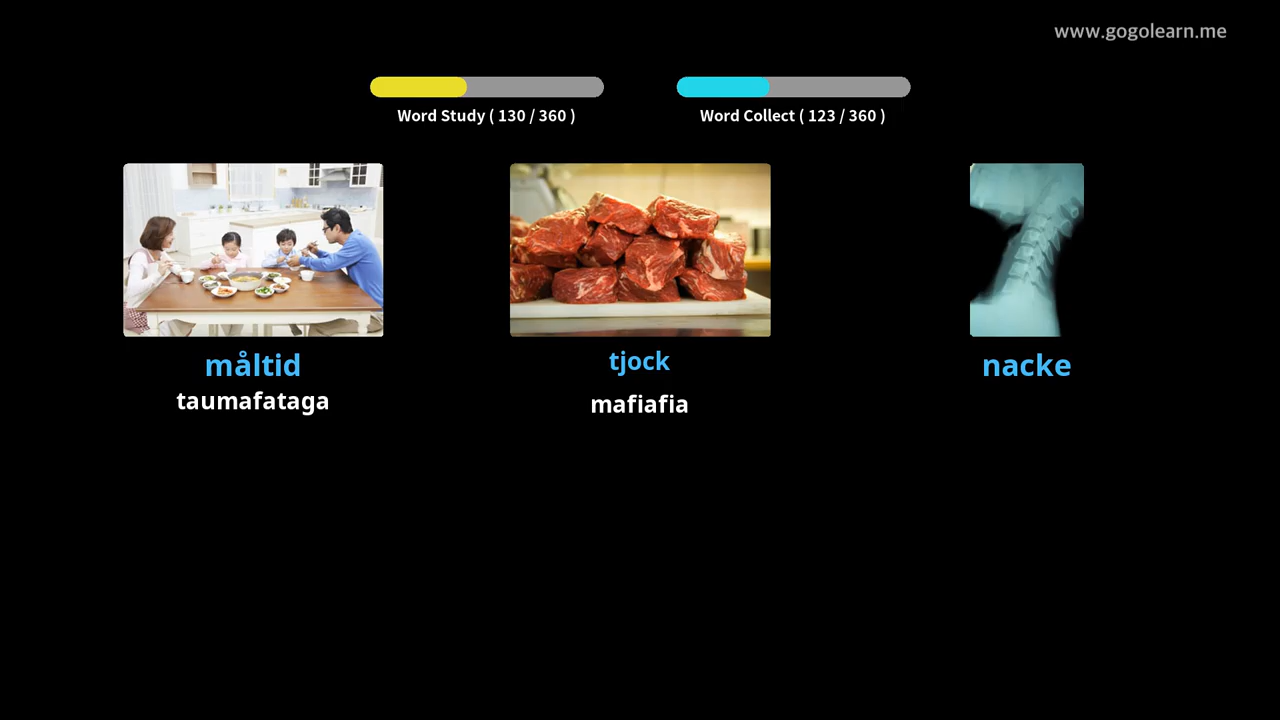 www.gogolearn.me
Word Study ( 130 / 360 )
Word Collect ( 123 / 360 )
måltid
tjock
nacke
taumafataga
mafiafia